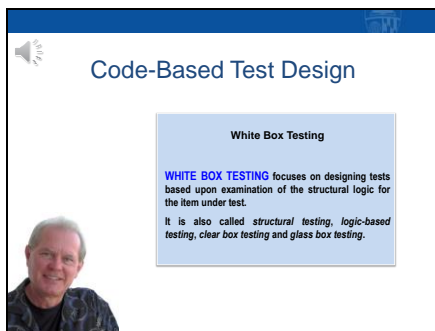 Code-Based Test Design
White Box Testing
WHITE BOX TESTING focuses on designing tests
based upon examination of the structural logic for
the item under test.
It is also called structural testing, logic-based
testing, clear box testing and glass box testing.